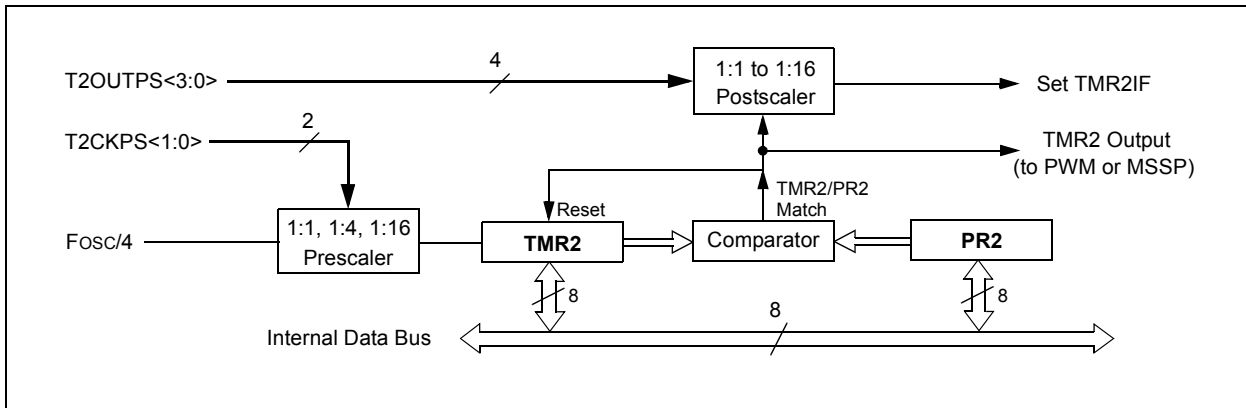 4
1:1 to 1:16
T2OUTPS<3:0>
Set TMR2IF
Postscaler
2
T2CKPS<1:0>
TMR2 Output
(to PWM or MSSP)
TMR2/PR2
Match
Reset
1:1, 1:4, 1:16
Prescaler
FOSC/4
TMR2
Comparator
PR2
8
8
8
Internal Data Bus